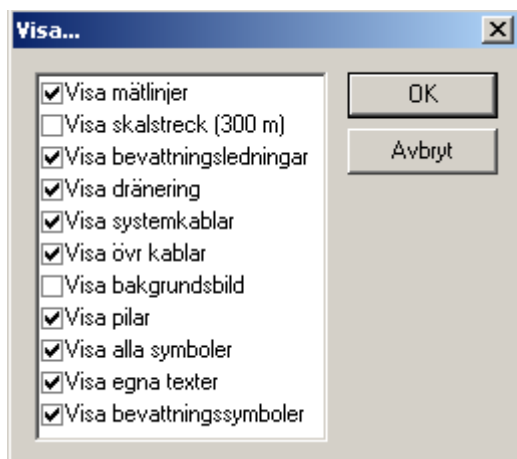 Visa...
Visa mätlinjer
Visa skalstreck (300 m)
Visa bevattningsledningar
Visa dränering
Visa systemkablar
Visa övr kablar
Visa bakgrundsbild
Visa pilar
Visa alla symboler
Visa egna texter
Visa bevattningssymboler
OK
Avbryt